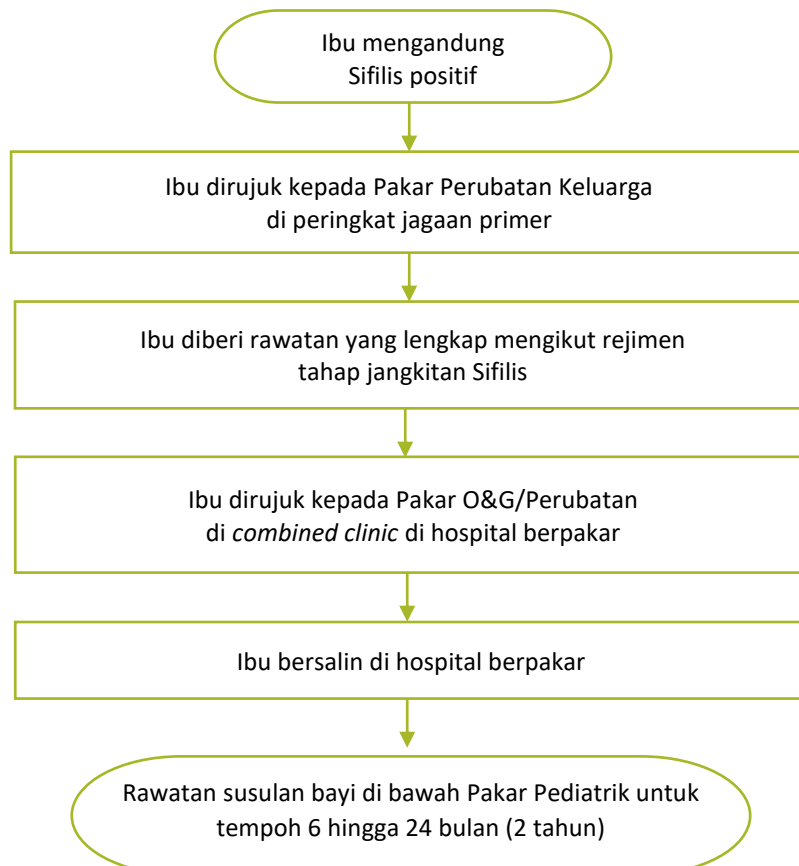 Ibu mengandung
Sifilis positif
Ibu dirujuk kepada Pakar Perubatan Keluarga
di peringkat jagaan primer
Ibu diberi rawatan yang lengkap mengikut rejimen
tahap jangkitan Sifilis
Ibu dirujuk kepada Pakar O&G/Perubatan
di combined clinic di hospital berpakar
Ibu bersalin di hospital berpakar
Rawatan susulan bayi di bawah Pakar Pediatrik untuk
tempoh 6 hingga 24 bulan (2 tahun)